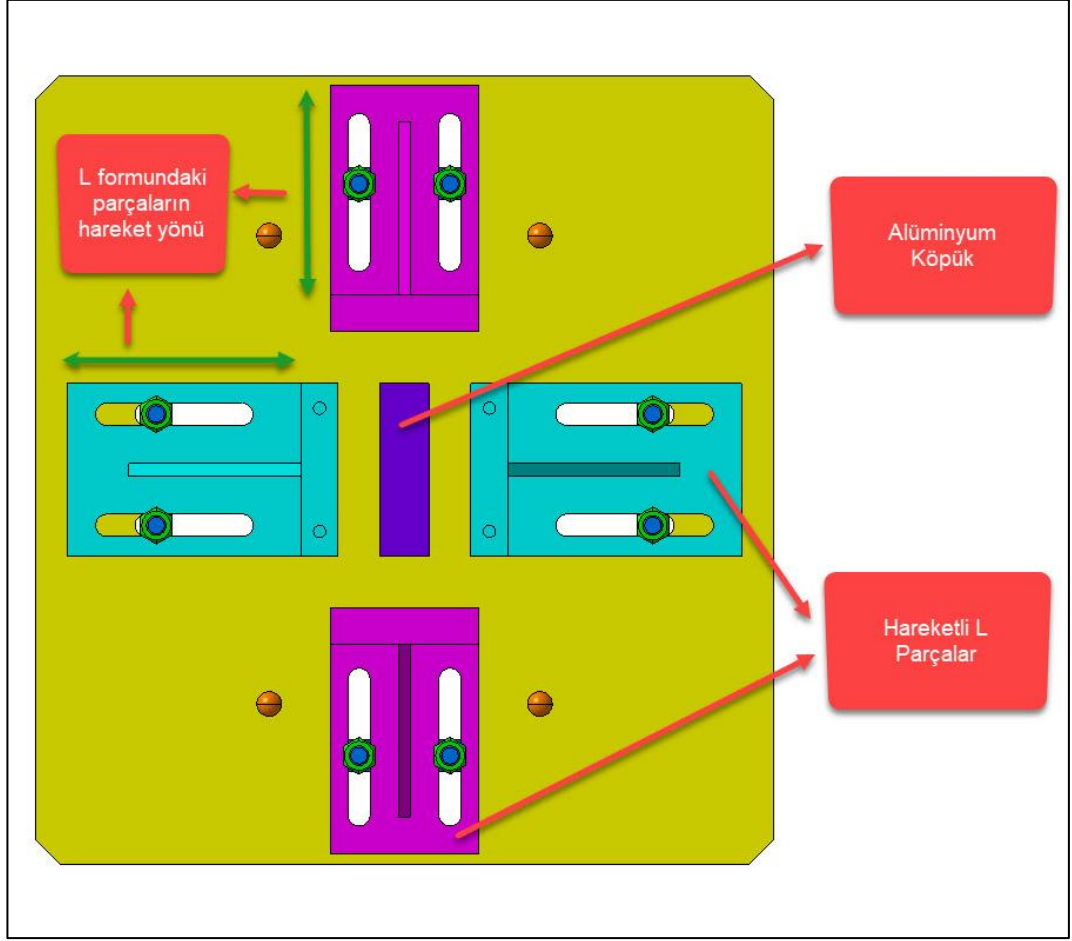 L formundaki
parçaların
hareket yönü
Alüminyum
Köpük
Hareketli L
Parçalar